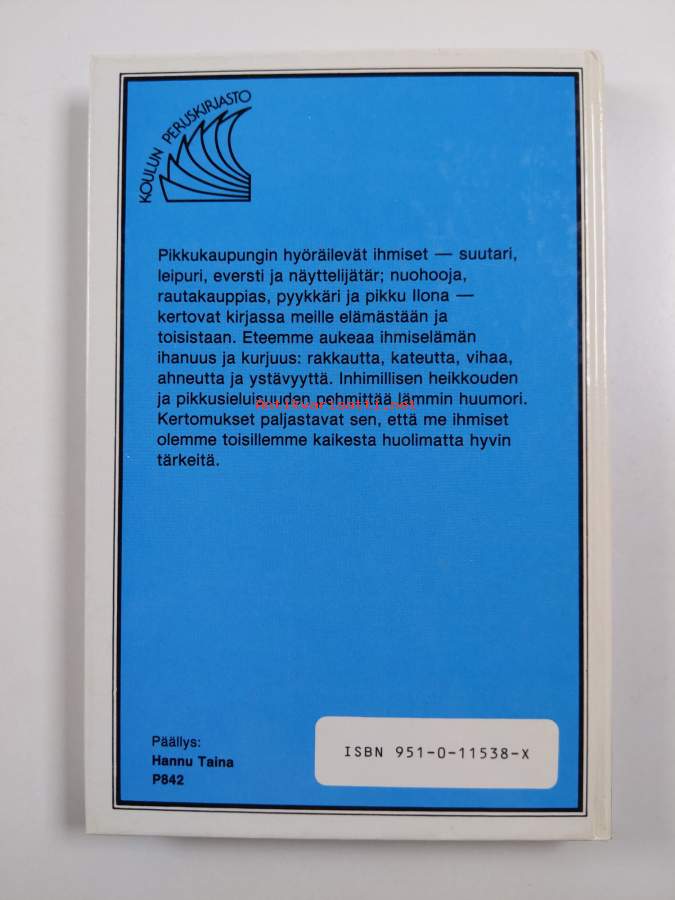 KOULUN PERUSKIRJASTO
Pikkukaupungin hyöräilevät ihmiset — suutari,
leipuri, eversti ja näyttelijätär; nuohooja,
rautakauppias, pyykkäri ja pikku Ilona —
kertovat kirjassa meille elämästään ja
toisistaan. Eteemme aukeaa ihmiselämän
ihanuus ja kurjuus: rakkautta, kateutta, vihaa,
ahneutta ja ystävyyttä. Inhimillisen heikkouden
ja pikkusieluisuuden pehmittää lämmin huumori.
Antikvariaatti.net
Kertomukset paljastavat sen, että me ihmiset
olemme toisillemme kaikesta huolimatta hyvin
tärkeitä.
Päällys:
Hannu Taina
P842
ISBN 951-0-11538-X